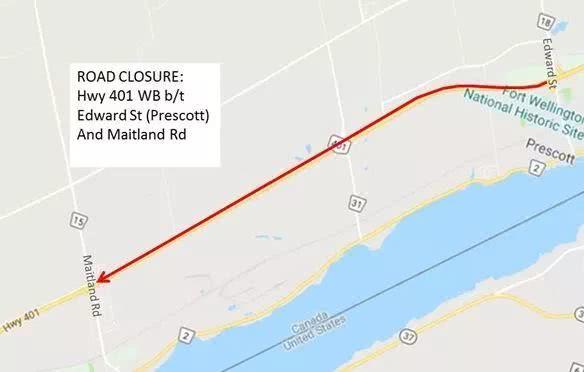 ROAD CLOSURE:
Hwy 401 WB b/t
Edward St (Prescott)
And Maitland Rd
18
Edward St
Fort Wellington
National Historic Site
Prescott
2
401
31
15
Maitland Rd
Hwy 401
2
Canada
United States
37